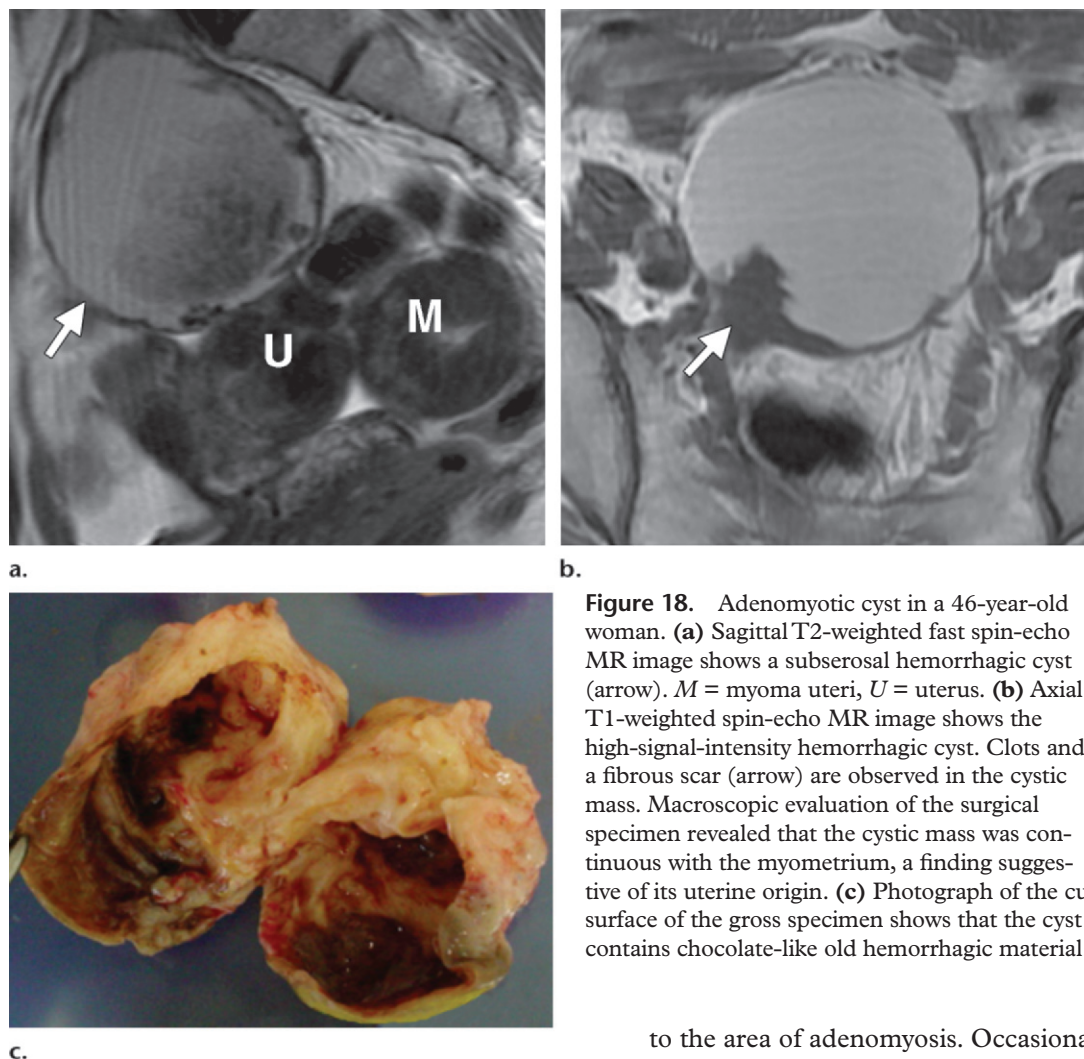 U
M
a.
b.
Figure 18. Adenomyotic cyst in a 46-year-old
woman. (a) Sagittal T2-weighted fast spin-echo
MR image shows a subserosal hemorrhagic cyst
(arrow). M = myoma uteri, U = uterus. (b) Axial
T1-weighted spin-echo MR image shows the
high-signal-intensity hemorrhagic cyst. Clots and
a fibrous scar (arrow) are observed in the cystic
mass. Macroscopic evaluation of the surgical
specimen revealed that the cystic mass was con-
tinuous with the myometrium, a finding sugges-
tive of its uterine origin. (c) Photograph of the
surface of the gross specimen shows that the cyst
contains chocolate-like old hemorrhagic material
c.
to the area of adenomyosis.